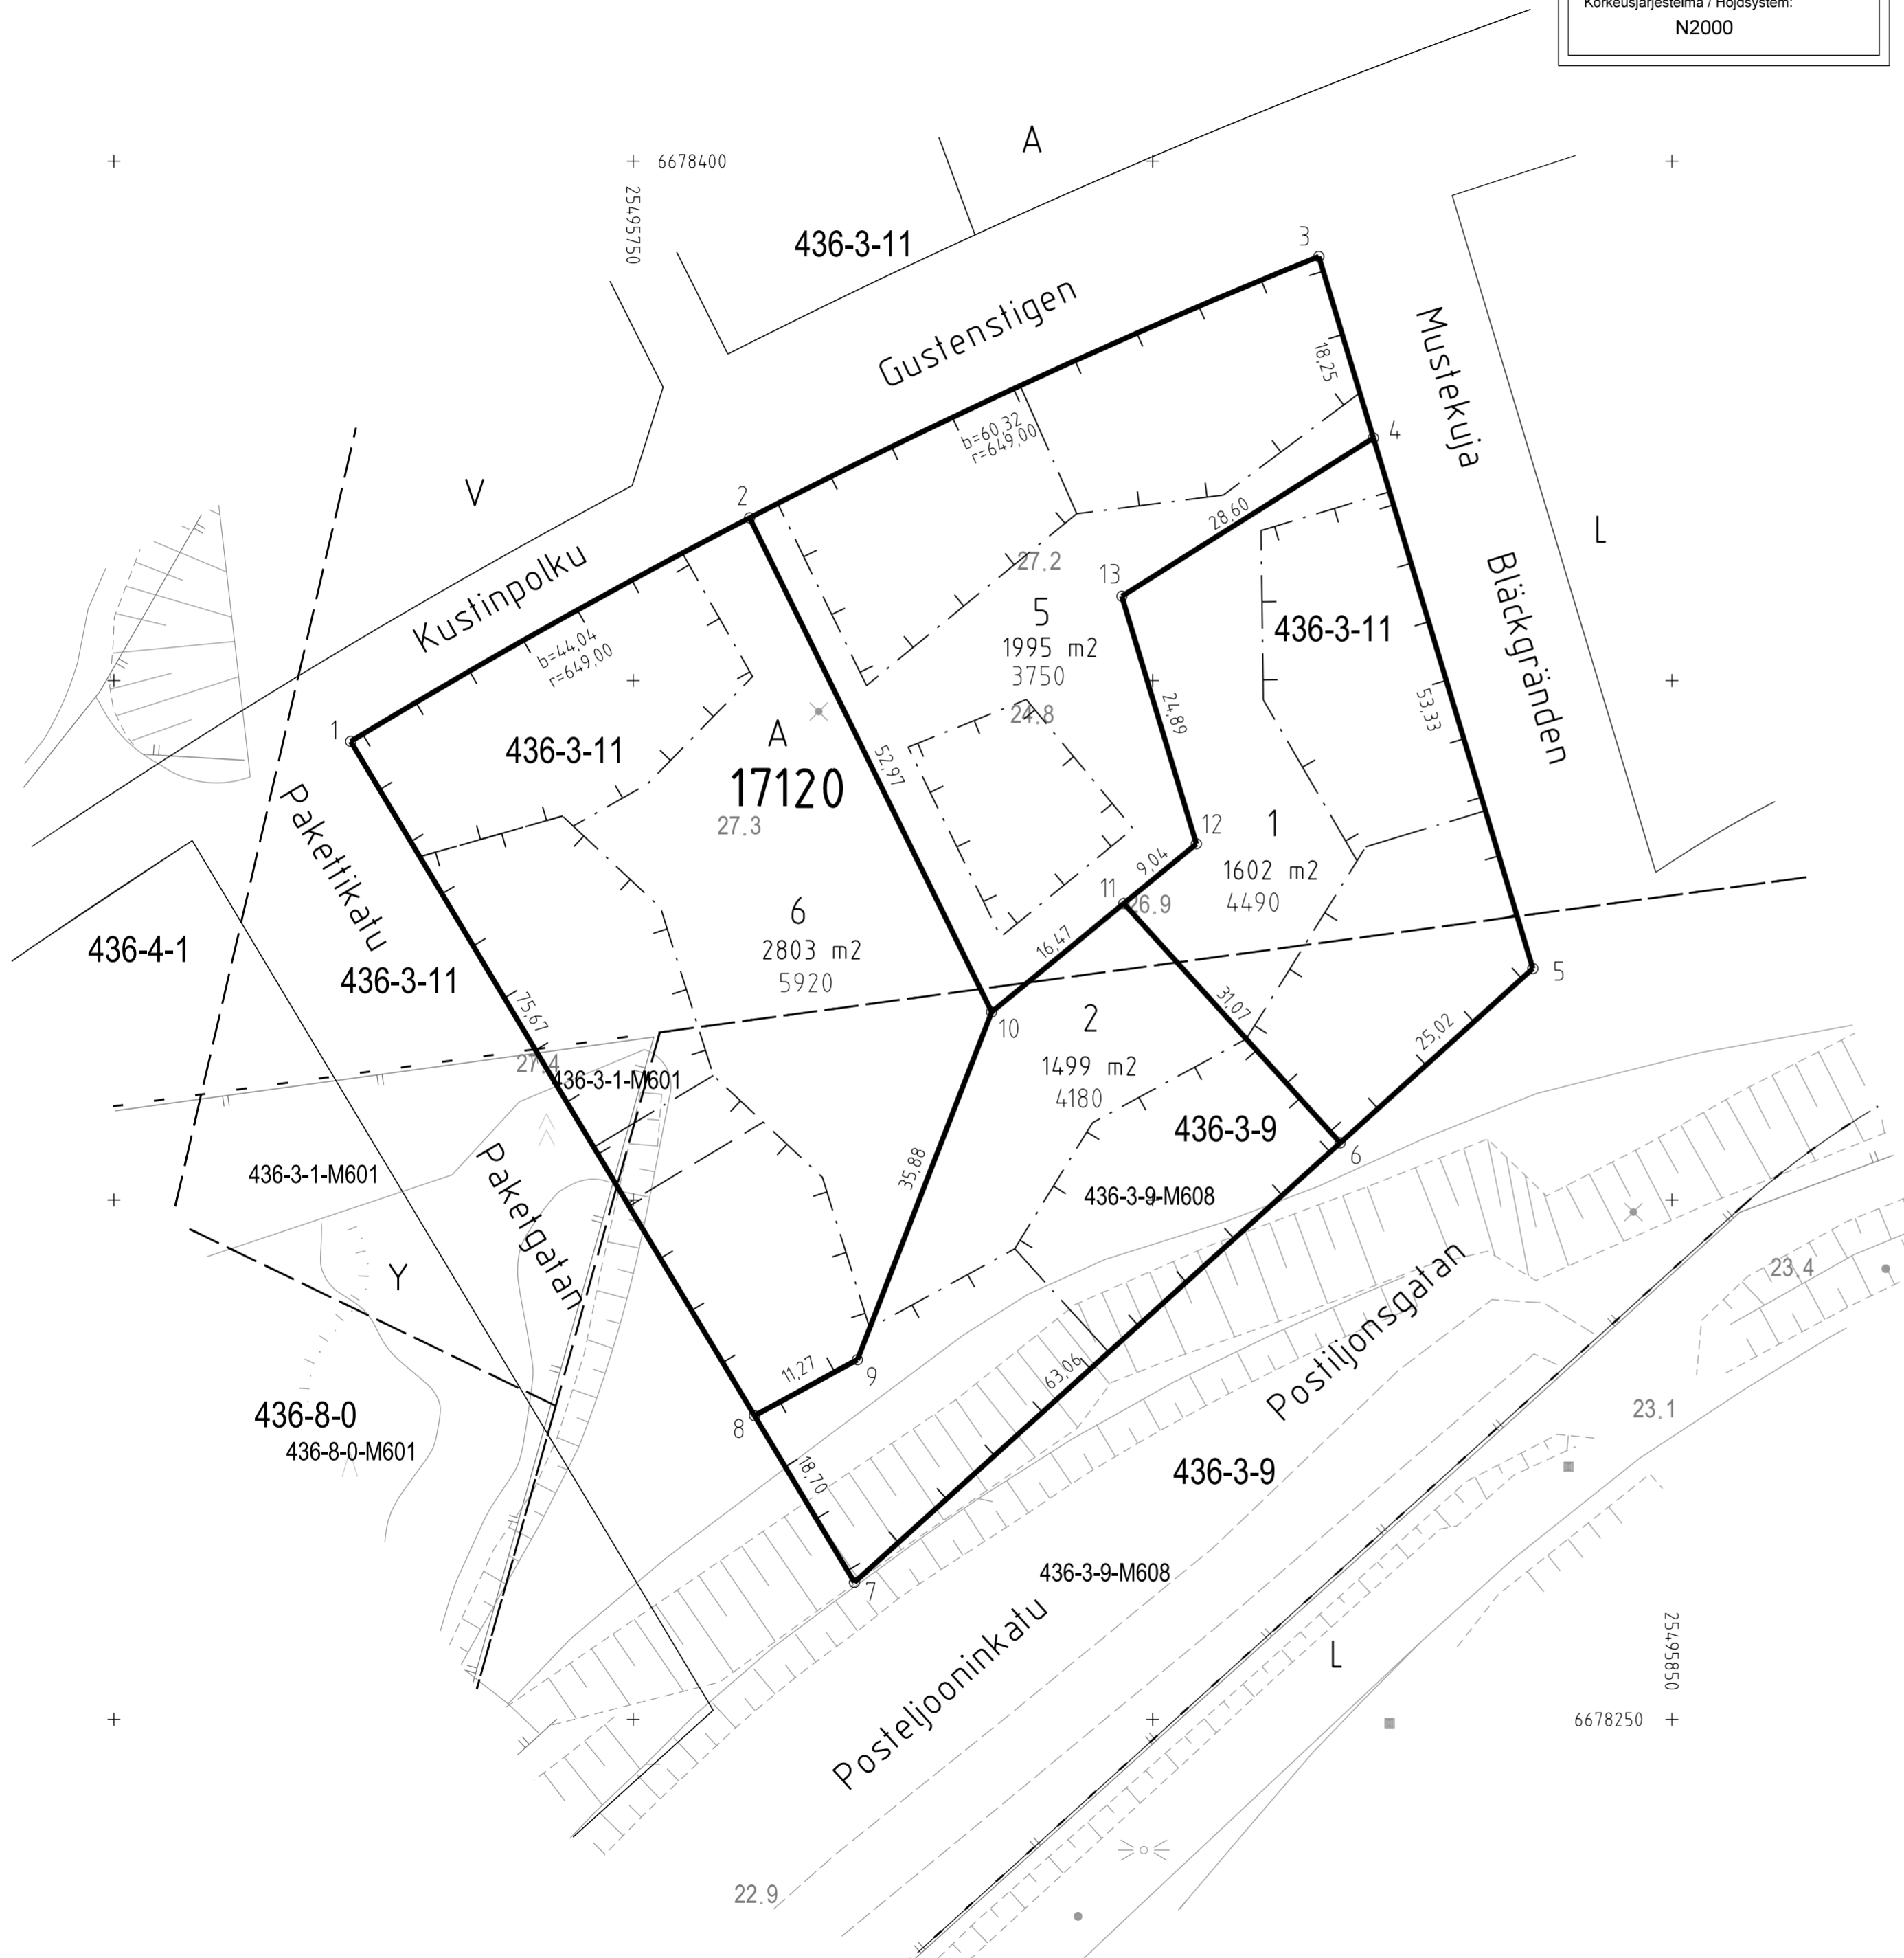 Korkeusjärjestelmä / Höjdsystem:
N2000
A
6678400
25495750
436-3-11
3
Gustenstigen
Mustekuja
18,25
b=60,32
r=649,00
4
V
2
28,60
L
Kustinpolku
27.2
13
5
Bläckgränden
436-3-11
b=44,04
r=649,00
1995 m2
3750
24,89
53,33
24.8
1
436-3-11
A
52,97
17120
27.3
Pakettikatu
12
1
9,04
1602 m2
4490
11
26.9
6
2803 m2
5920
16,47
436-4-1
436-3-11
5
75,67
31,07
10
2
25,02
1499 m2
4180
27.4
436-3-1-M601
436-3-9
6
35,88
436-3-1-M601
436-3-9-M608
Paketgatan
Y
23.4
Postiljonsgatan
11,27
9
63,06
8
23.1
436-8-0
436-8-0-M601
18,70
436-3-9
7
436-3-9-M608
Posteljooninkatu
L
25495850
6678250
22.9